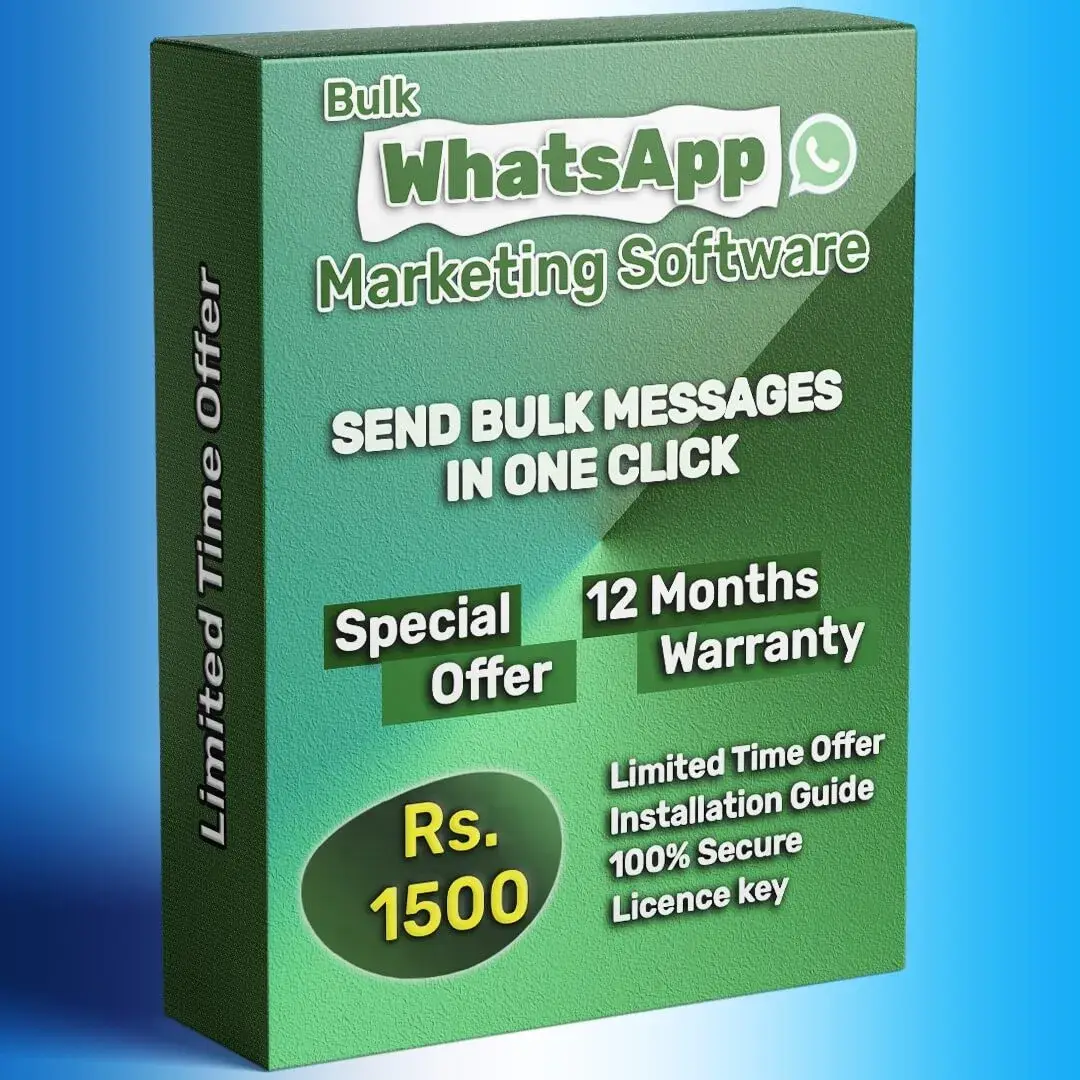 Bulk
WhatsApp
Marketing Software
SEND BULK MESSAGES
IN ONE CLICK
Special
Offer
12 Months
Warranty
Rs.
1500
Limited Time Offer
Installation Guide
100% Secure
Licence key
Limited Time Offer